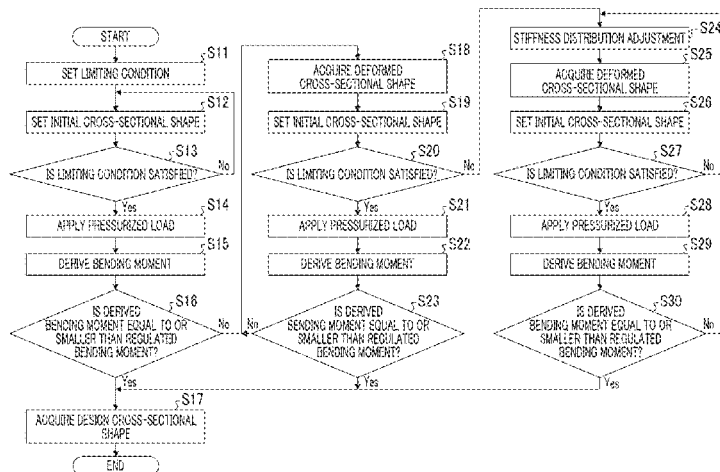 START
S11
SET LIMITING CONDITION
S12
SET INITIAL CROSS-SECTIONAL SHAPE
S13
IS LIMITING CONDITION SATISFIED?
No
Yes
S14
APPLY PRESSURIZED LOAD
S15
DERIVE BENDING MOMENT
S16
IS DERIVED
BENDING MOMENT EQUAL TO OR
SMALLER THAN REGULATED
BENDING MOMENT?
No
Yes
S17
ACQUIRE DESIGN CROSS-SECTIONAL
SHAPE
END
S18
ACQUIRE DEFORMED
CROSS-SECTIONAL SHAPE
S19
SET INITIAL CROSS-SECTIONAL SHAPE
S20
IS LIMITING CONDITION SATISFIED?
No
Yes
S21
APPLY PRESSURIZED LOAD
S22
DERIVE BENDING MOMENT
S23
No
IS DERIVED
BENDING MOMENT EQUAL TO OR
SMALLER THAN REGULATED
BENDING MOMENT?
Yes
S24
STIFFNESS DISTRIBUTION ADJUSTMENT
S25
ACQUIRE DEFORMED
CROSS-SECTIONAL SHAPE
S26
SET INITIAL CROSS-SECTIONAL SHAPE
S27
IS LIMITING CONDITION SATISFIED?
No
Yes
S28
APPLY PRESSURIZED LOAD
S29
DERIVE BENDING MOMENT
S30
IS DERIVED
BENDING MOMENT EQUAL TO OR
SMALLER THAN REGULATED
BENDING MOMENT?
No
Yes